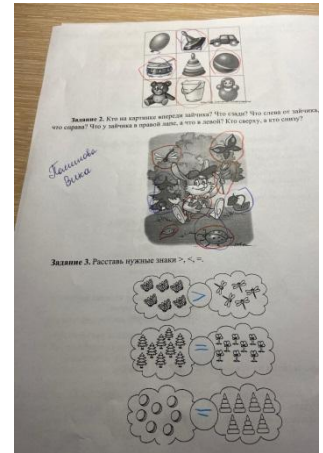 Задание 2. Кто на картинке впереди зайчика? Что сзади? Что слева от зайчика,
что справа? Что у зайчика в правой лапе, а что в левой? Кто сверху, а кто снизу?
Вика
Задание 3. Расставь нужные знаки >, <, =.
>
=
=